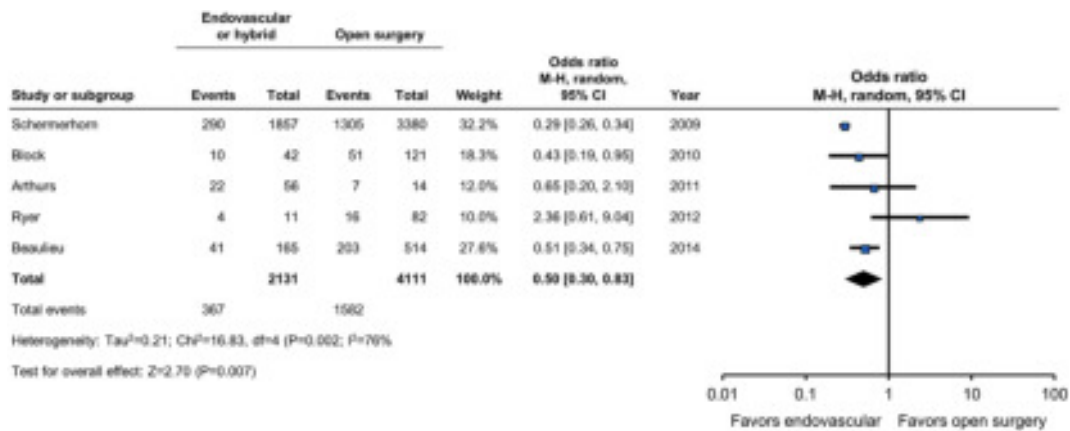 Endovascular or hybrid Open surgery
Study or subgroup Events Total Events Total Weight Odds ratio M-H, random, 95% CI Year Odds ratio M-H, random, 95% CI
Schermerhorn 290 1857 1305 3380 32.2% 0.29 [0.26, 0.34] 2009
Block 10 42 51 121 18.3% 0.43 [0.19, 0.95] 2010
Arthurs 22 56 7 14 12.0% 0.65 [0.20, 2.10] 2011
Ryer 4 11 16 82 10.0% 2.36 [0.61, 9.04] 2012
Beaulieu 41 165 203 514 27.6% 0.51 [0.34, 0.75] 2014
Total 2131 4111 100.0% 0.50 [0.30, 0.83]
Total events 367 1582
Heterogeneity: Tau²=0.21; Chi²=16.83, df=4 (P=0.002; I²=76%
Test for overall effect: Z=2.70 (P=0.007)
0.01 0.1 1 10 100
Favors endovascular Favors open surgery